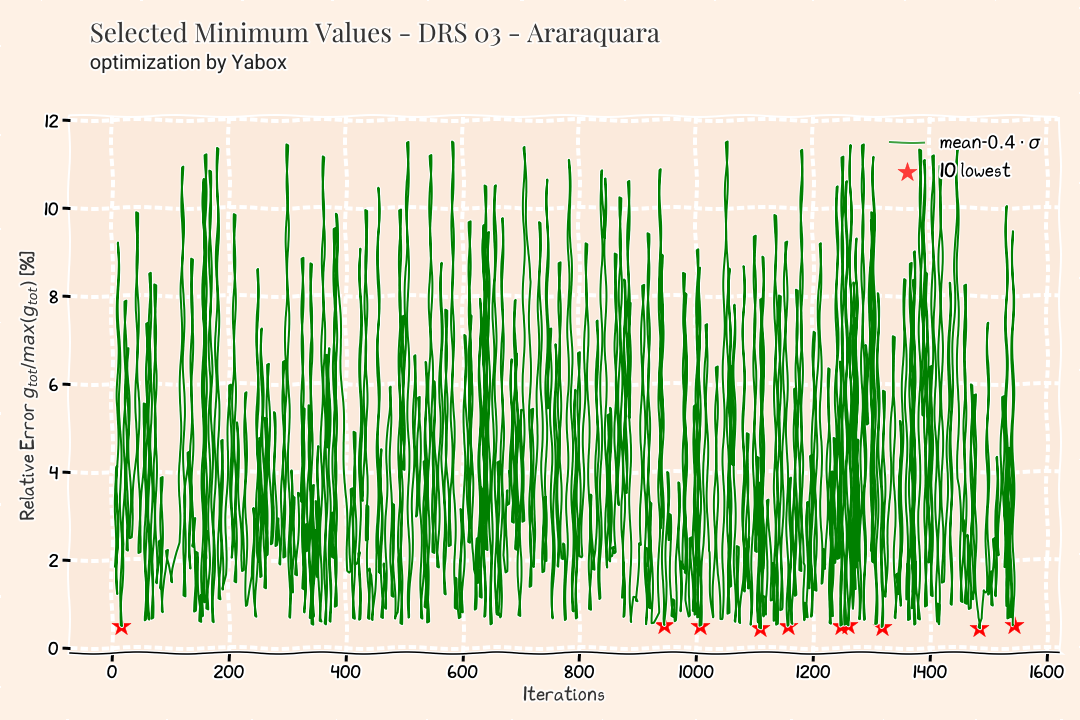 Selected Minimum Values - DRS 03 - Araraquara
optimization by Yabox
Relative Error g_tot/max(g_tot) [%]
12
10
8
6
4
2
0
mean-0.4 · σ
10 lowest
0 200 400 600 800 1000 1200 1400 1600
Iterations